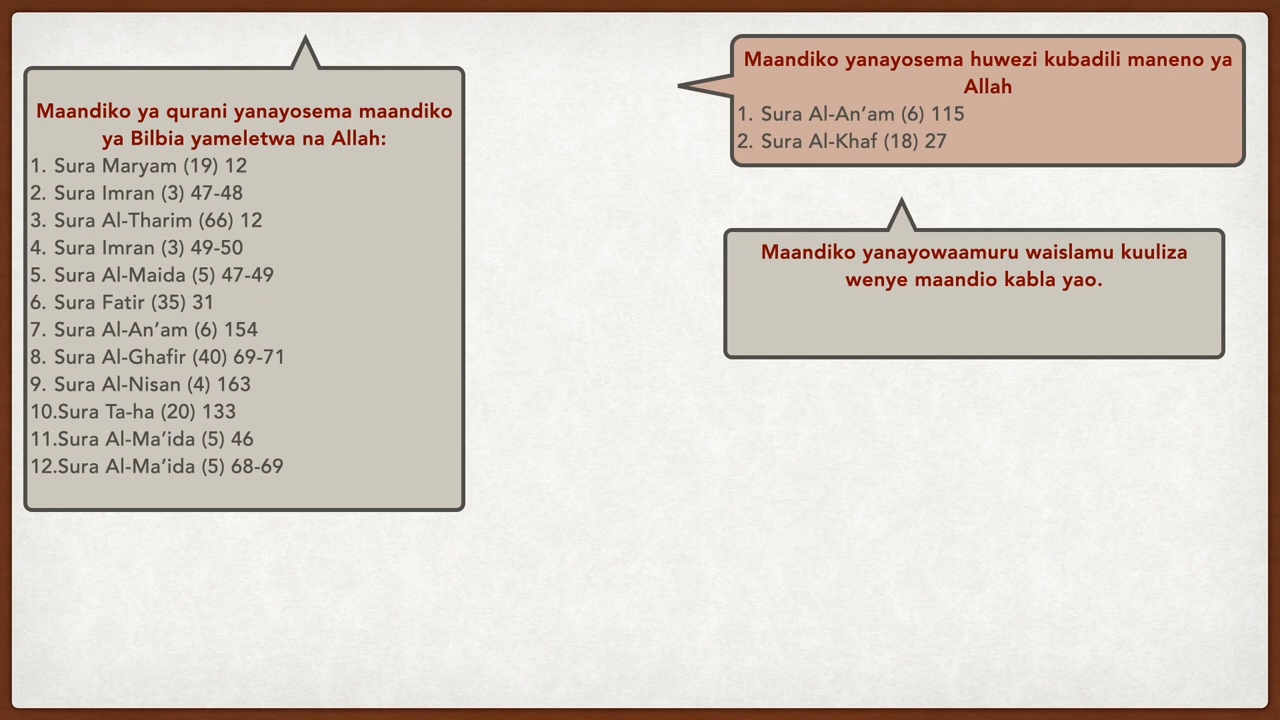 Maandiko ya qurani yanayosema maandiko
ya Bilbia yameletwa na Allah:
1. Sura Maryam (19) 12
2. Sura Imran (3) 47-48
3. Sura Al-Tharim (66) 12
4. Sura Imran (3) 49-50
5. Sura Al-Maida (5) 47-49
6. Sura Fatir (35) 31
7. Sura Al-An’am (6) 154
8. Sura Al-Ghafir (40) 69-71
9. Sura Al-Nisan (4) 163
10.Sura Ta-ha (20) 133
11.Sura Al-Ma’ida (5) 46
12.Sura Al-Ma’ida (5) 68-69
Maandiko yanayosema huwezi kubadili maneno ya
Allah
1. Sura Al-An’am (6) 115
2. Sura Al-Khaf (18) 27
Maandiko yanayowaamuru waislamu kuuliza
wenye maandio kabla yao.